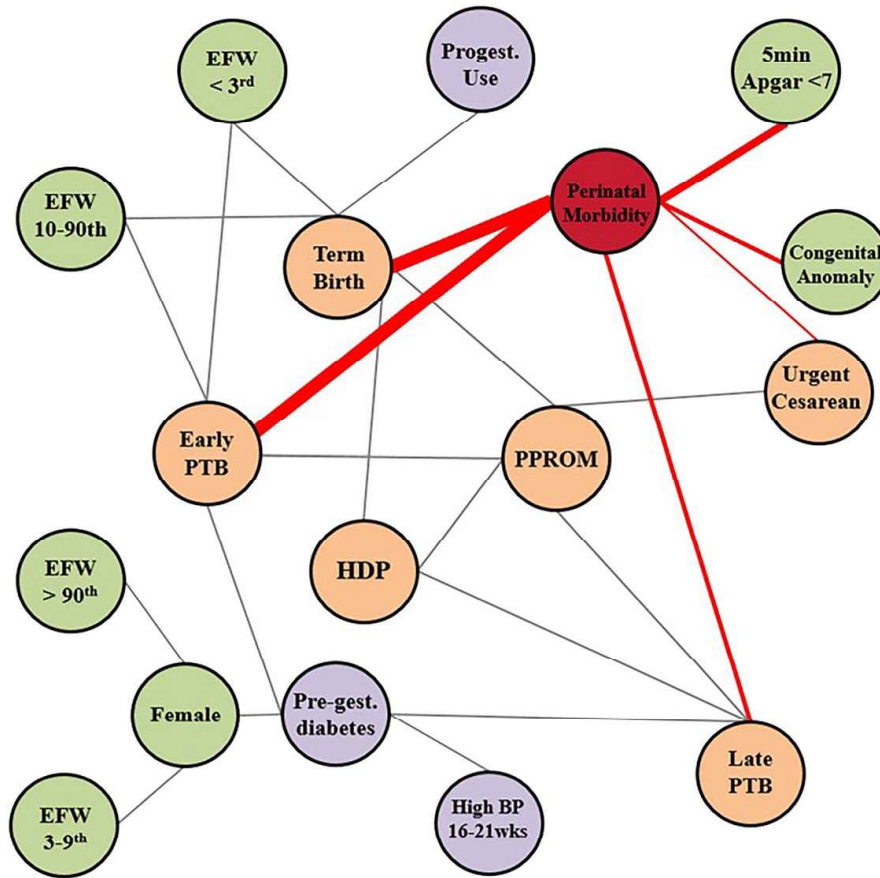 EFW
< 3rd
Progest.
Use
5min
Apgar <7
EFW
10-90th
Perinatal
Morbidity
Term
Birth
Congenital
Anomaly
Urgent
Cesarean
Early
PTB
PPROM
HDP
EFW
> 90th
Female
Pre-gest.
diabetes
Late
PTB
EFW
3-9th
High BP
16-21wks